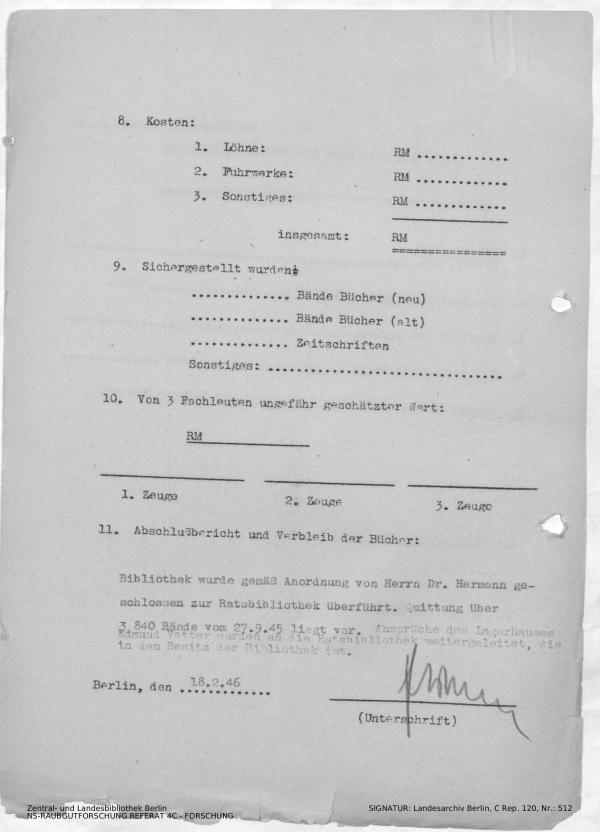 8. Kosten:
1. Löhne: RM .............
2. Fuhrwerke: RM .............
3. Sonstiges: RM .............
insgesamt: RM
================
9. Sichergestellt wurden:
.............. Bände Bücher (neu)
.............. Bände Bücher (alt)
.............. Zeitschriften
Sonstiges: .................................
10. Von 3 Fachleuten ungefähr geschätzter Wert:
RM
1. Zeuge 2. Zeuge 3. Zeuge
11. Abschlußbericht und Verbleib der Bücher:
Bibliothek wurde gemäß Anordnung von Herrn Dr. Hermann ge-
schlossen zur Ratsbibliothek überführt. Quittung über
3 840 Bände vom 27.9.45 liegt vor. Ansprüche des Lagerhauses
Edmund Vatter wurden an die Ratsbibliothek weitergeleitet, die
in dem Besitz der Bibliothek ist.
Berlin, den 18.2.46
(Unterschrift)
Zentral- und Landesbibliothek Berlin
NS-RAUBGUTFORSCHUNG REFERAT 4C - FORSCHUNG
SIGNATUR: Landesarchiv Berlin, C Rep. 120, Nr.: 512